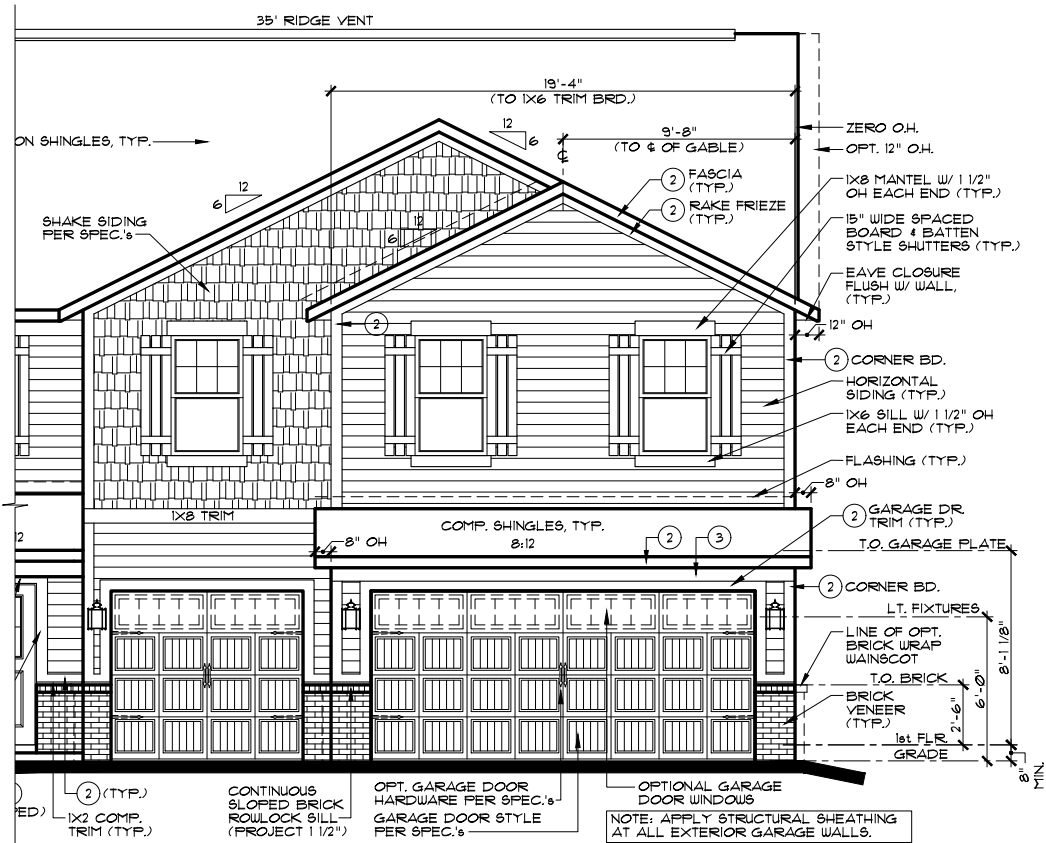 35' RIDGE VENT
19'-4"
(TO 1X6 TRIM BRD.)
12
6
9'-8"
(TO ℄ OF GABLE)
℄
ZERO O.H.
OPT. 12" O.H.
ON SHINGLES, TYP.
2 FASCIA
(TYP.)
2 RAKE FRIEZE
(TYP.)
1X8 MANTEL W/ 1 1/2"
OH EACH END (TYP.)
12
6
SHAKE SIDING
PER SPEC.'s
12
6
15" WIDE SPACED
BOARD & BATTEN
STYLE SHUTTERS (TYP.)
EAVE CLOSURE
FLUSH W/ WALL,
(TYP.)
2
12" OH
2 CORNER BD.
HORIZONTAL
SIDING (TYP.)
1X6 SILL W/ 1 1/2" OH
EACH END (TYP.)
FLASHING (TYP.)
8" OH
1X8 TRIM
COMP. SHINGLES, TYP.
8:12
2 GARAGE DR.
TRIM (TYP.)
12
8" OH
2
3
T.O. GARAGE PLATE
2 CORNER BD.
LT. FIXTURES
LINE OF OPT.
BRICK WRAP
WAINSCOT
8'-1 1/8"
T.O. BRICK
6'-0"
BRICK
VENEER
(TYP.)
2'-6"
1st FLR.
GRADE
8"
MIN.
PED)
2 (TYP.)
1X2 COMP.
TRIM (TYP.)
CONTINUOUS
SLOPED BRICK
ROWLOCK SILL
(PROJECT 1 1/2")
OPT. GARAGE DOOR
HARDWARE PER SPEC.'s
GARAGE DOOR STYLE
PER SPEC.'s
OPTIONAL GARAGE
DOOR WINDOWS
NOTE: APPLY STRUCTURAL SHEATHING
AT ALL EXTERIOR GARAGE WALLS.